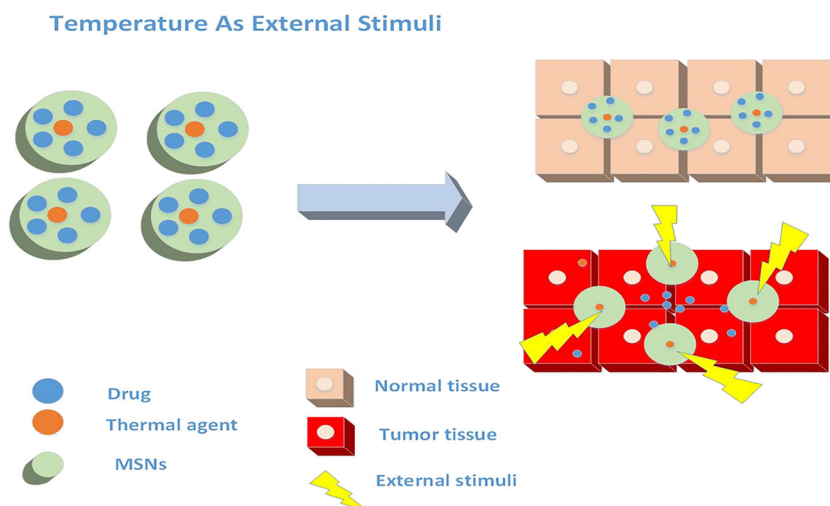 Temperature As External Stimuli
Drug
Thermal agent
MSNs
Normal tissue
Tumor tissue
External stimuli